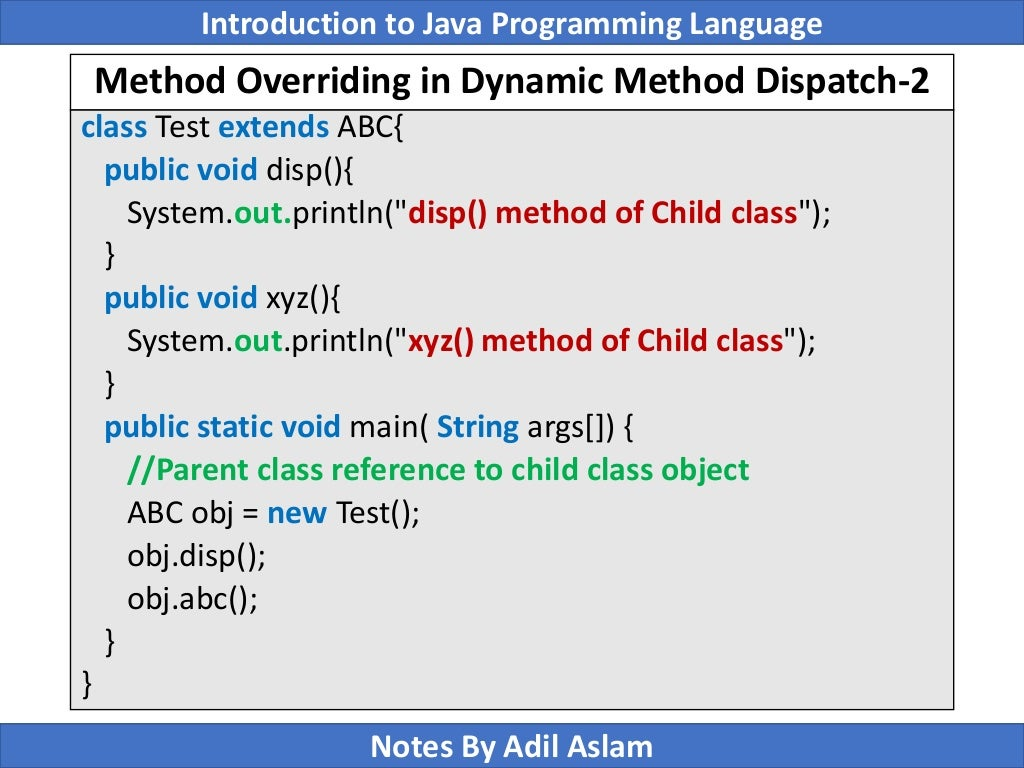 Introduction to Java Programming Language
Method Overriding in Dynamic Method Dispatch-2
class Test extends ABC{
public void disp(){
System.out.println("disp() method of Child class");
}
public void xyz(){
System.out.println("xyz() method of Child class");
}
public static void main( String args[]) {
//Parent class reference to child class object
ABC obj = new Test();
obj.disp();
obj.abc();
}
}
Notes By Adil Aslam